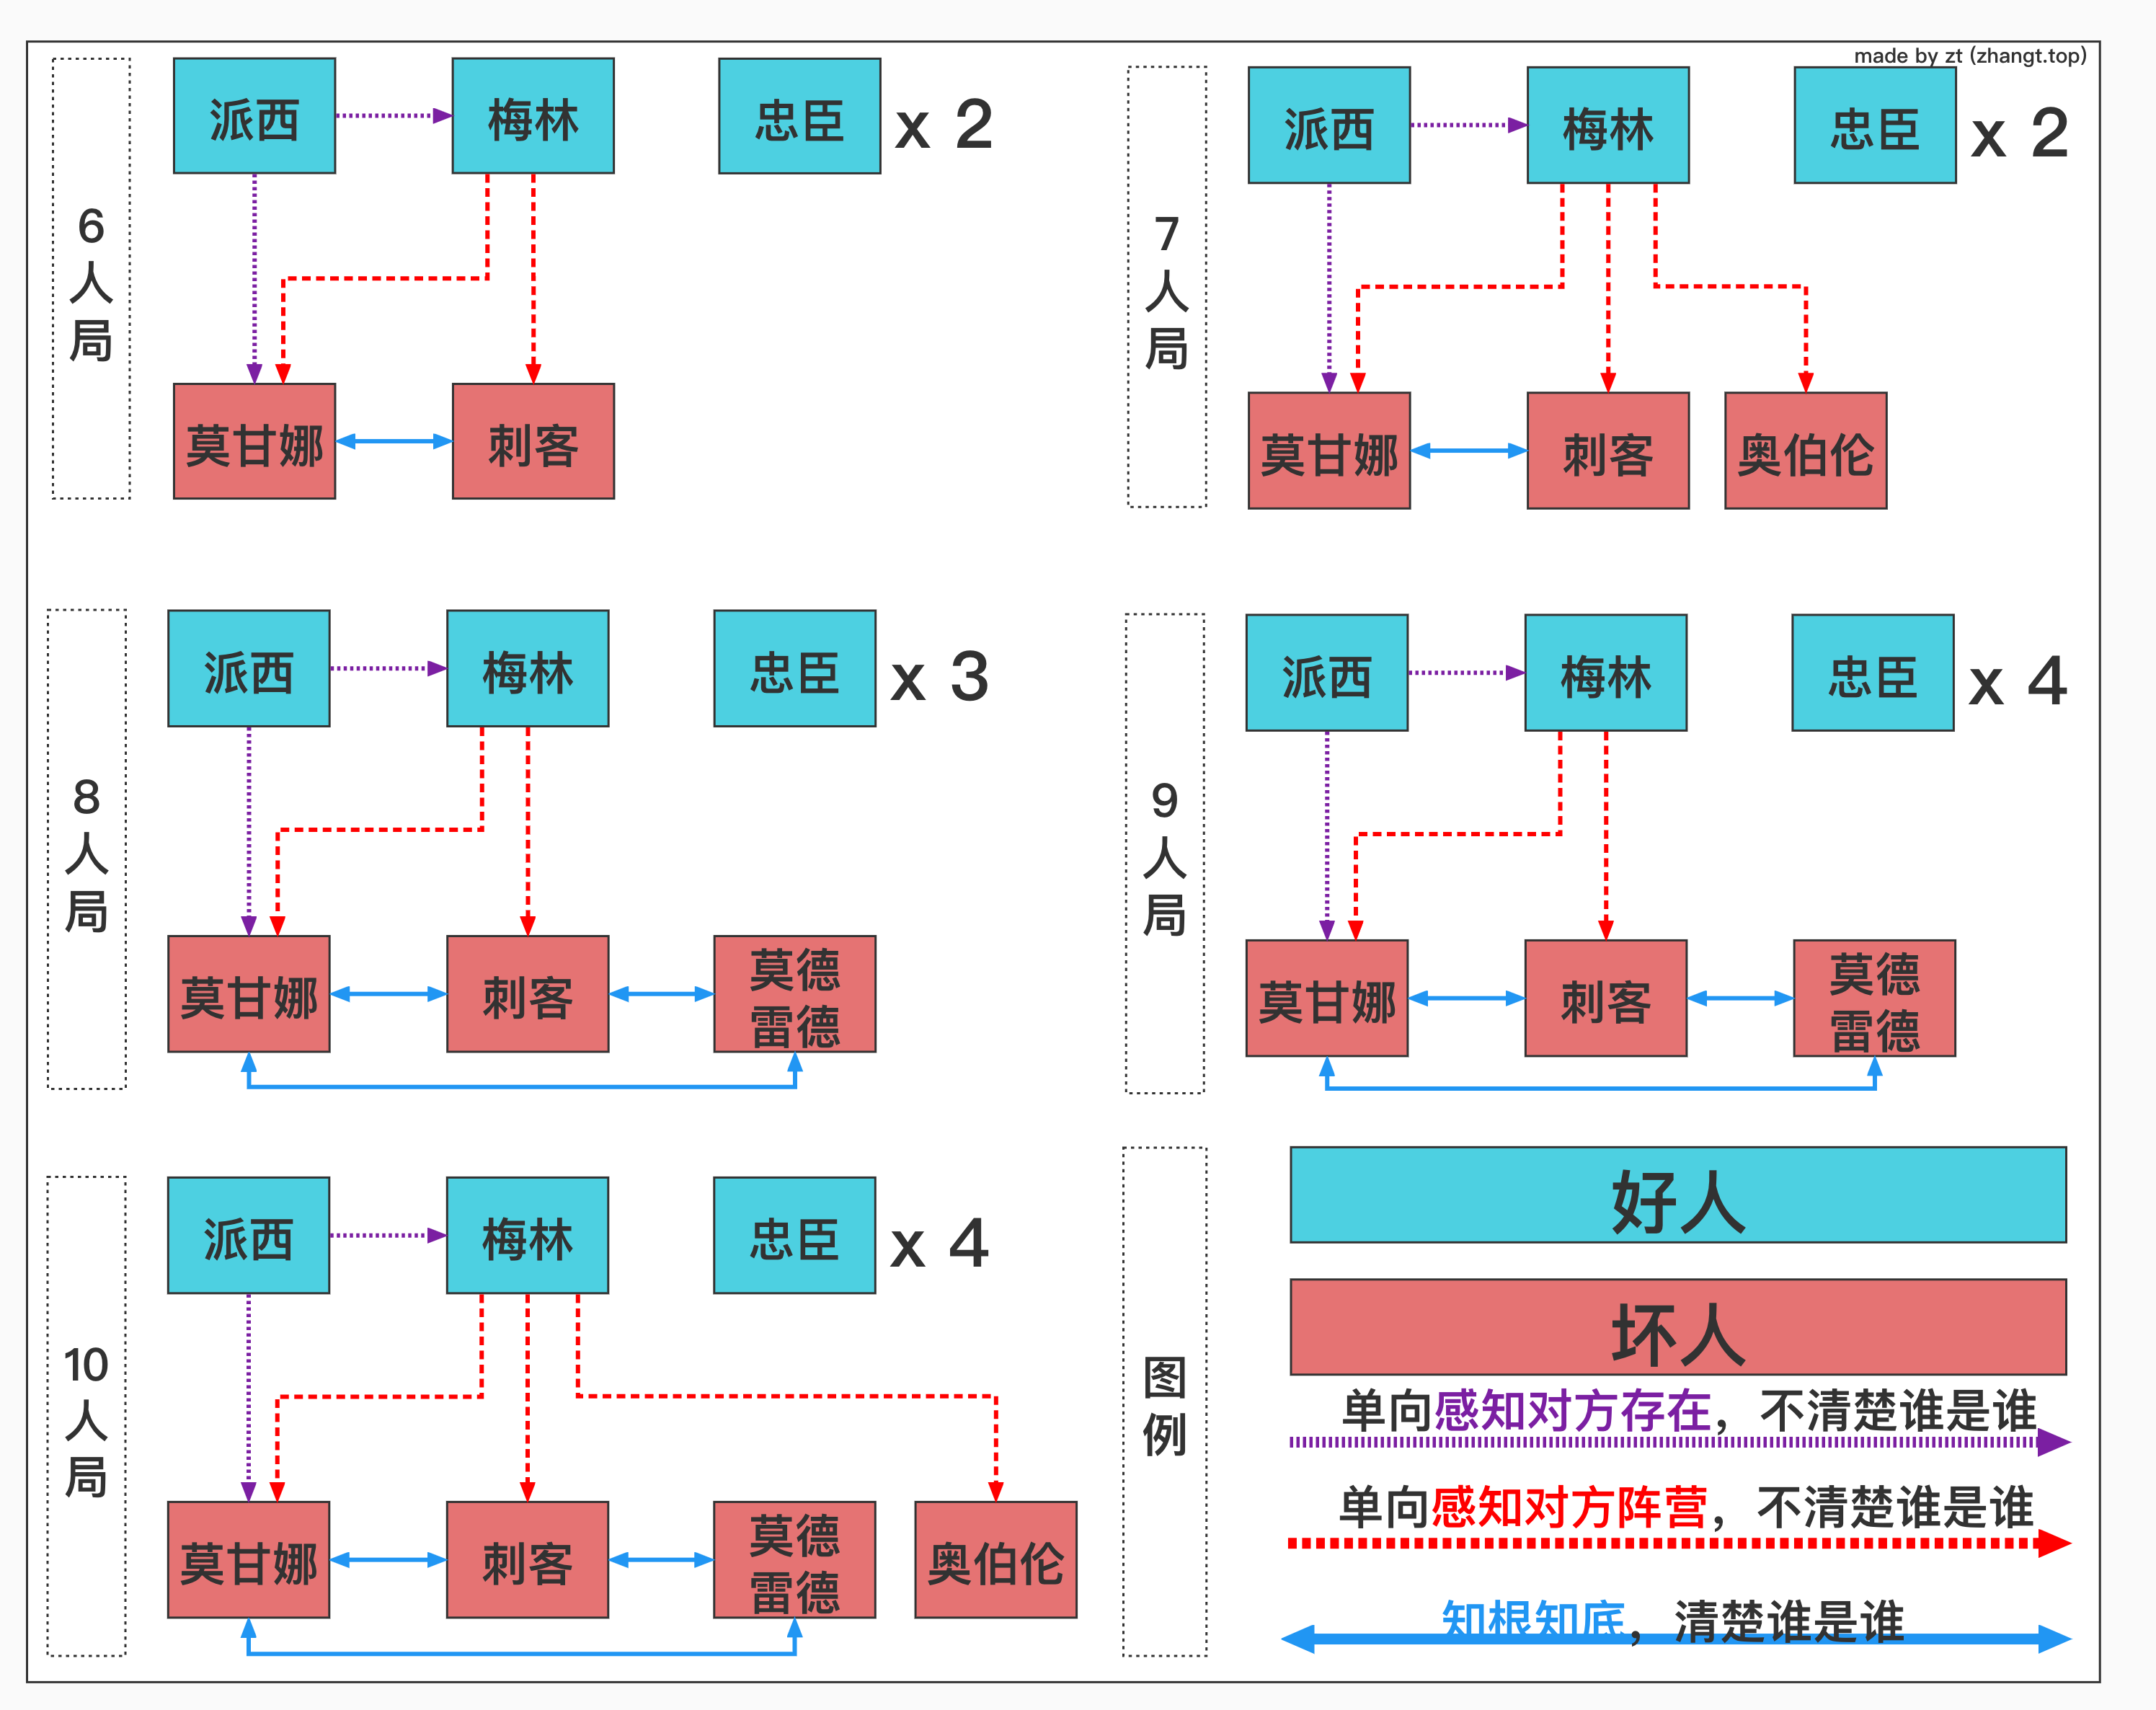 made by zt (zhangt.top)
6
人
局
派西
梅林
忠臣
x 2
莫甘娜
刺客
7
人
局
派西
梅林
忠臣
x 2
莫甘娜
刺客
奥伯伦
8
人
局
派西
梅林
忠臣
x 3
莫甘娜
刺客
莫德
雷德
9
人
局
派西
梅林
忠臣
x 4
莫甘娜
刺客
莫德
雷德
10
人
局
派西
梅林
忠臣
x 4
莫甘娜
刺客
莫德
雷德
奥伯伦
图
例
好人
坏人
单向感知对方存在，不清楚谁是谁
单向感知对方阵营，不清楚谁是谁
知根知底，清楚谁是谁